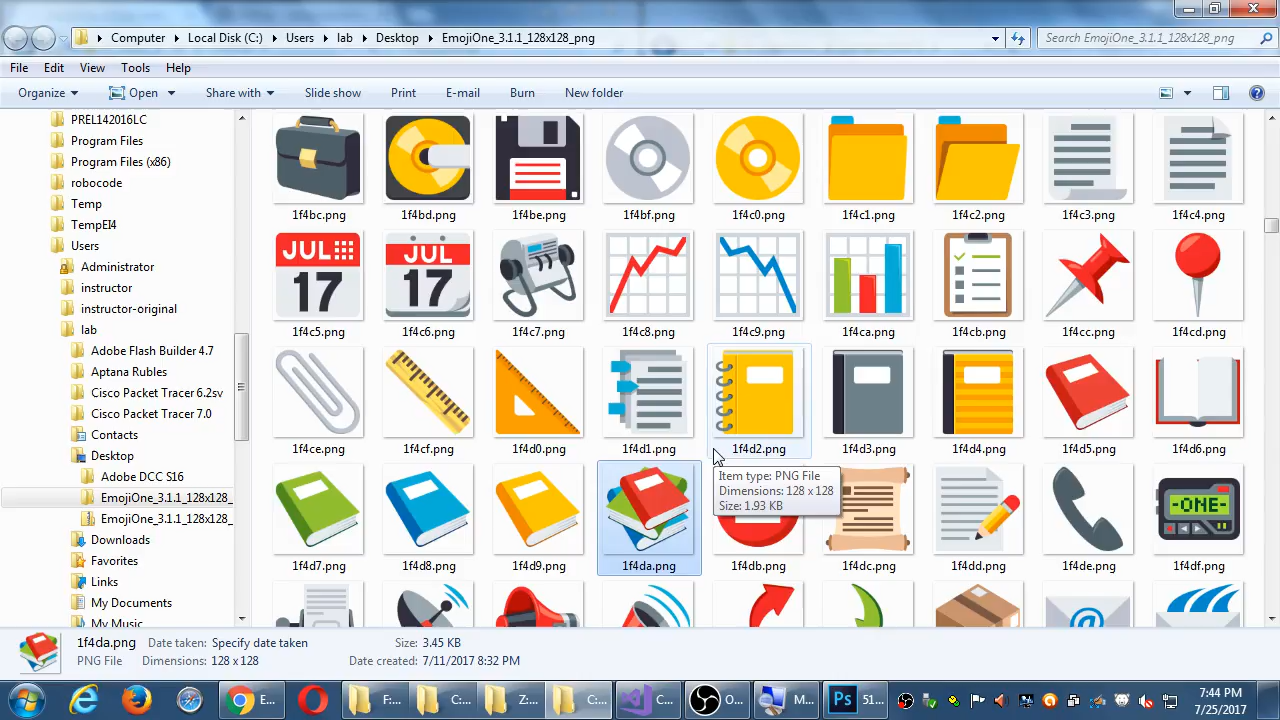 Computer Local Disk (C:) Users lab Desktop EmojiOne_3.1.1_128x128_png Search EmojiOne_3.1.1_128x128_png
File Edit View Tools Help
Organize Open Share with Slide show Print E-mail Burn New folder
PREL142016LC
Program Files
Program Files (x86)
robocode
Temp
TempEI4
Users
Administrator
instructor
instructor-original
lab
Adobe Flash Builder 4.7
Aptana Rubles
Cisco Packet Tracer 6.2sv
Cisco Packet Tracer 7.0
Contacts
Desktop
Adobe DCC S16
EmojiOne_3.1.1_128x128_
EmojiOne_3.1.1_128x128_
Downloads
Favorites
Links
My Documents
My Music
1f4bc.png 1f4bd.png 1f4be.png 1f4bf.png 1f4c0.png 1f4c1.png 1f4c2.png 1f4c3.png 1f4c4.png
JUL 17 JUL 17
1f4c5.png 1f4c6.png 1f4c7.png 1f4c8.png 1f4c9.png 1f4ca.png 1f4cb.png 1f4cc.png 1f4cd.png
1f4ce.png 1f4cf.png 1f4d0.png 1f4d1.png 1f4d2.png 1f4d3.png 1f4d4.png 1f4d5.png 1f4d6.png
Item type: PNG File
Dimensions: 128 x 128
Size: 1.93 KB
-ONE-
1f4d7.png 1f4d8.png 1f4d9.png 1f4da.png 1f4db.png 1f4dc.png 1f4dd.png 1f4de.png 1f4df.png
@
1f4da.png Date taken: Specify date taken Size: 3.45 KB
PNG File Dimensions: 128 x 128 Date created: 7/11/2017 8:32 PM
E... F... C... Z:... C:... C... O... M... Ps 51...
7:44 PM
7/25/2017